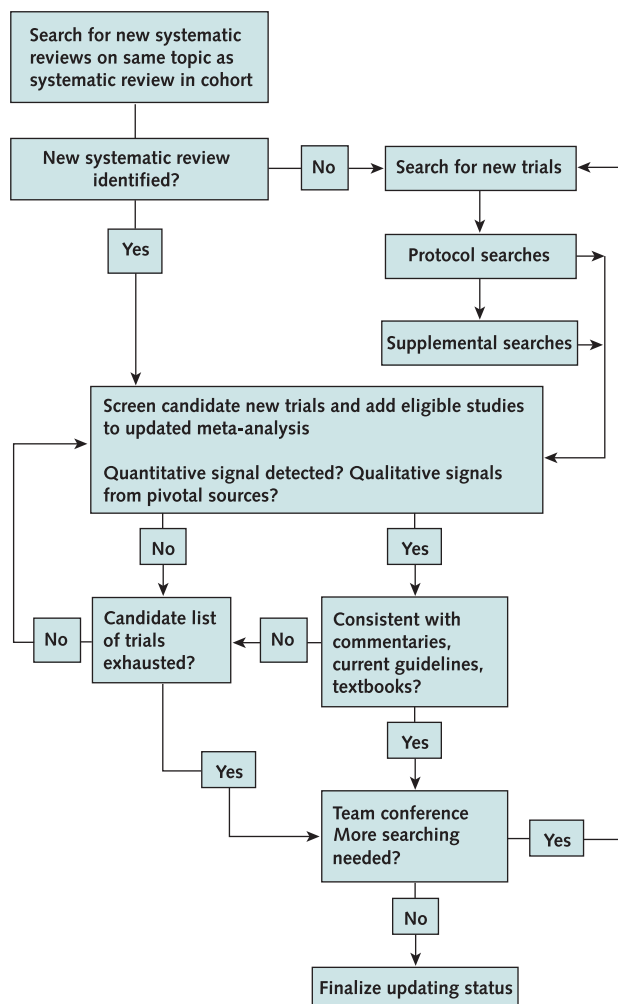 Search for new systematic
reviews on same topic as
systematic review in cohort
New systematic review
identified?
No
Search for new trials
Yes
Protocol searches
Supplemental searches
Screen candidate new trials and add eligible studies
to updated meta-analysis
Quantitative signal detected? Qualitative signals
from pivotal sources?
No
Yes
No
Candidate list
of trials
exhausted?
No
Consistent with
commentaries,
current guidelines,
textbooks?
Yes
Yes
Team conference
More searching
needed?
Yes
No
Finalize updating status